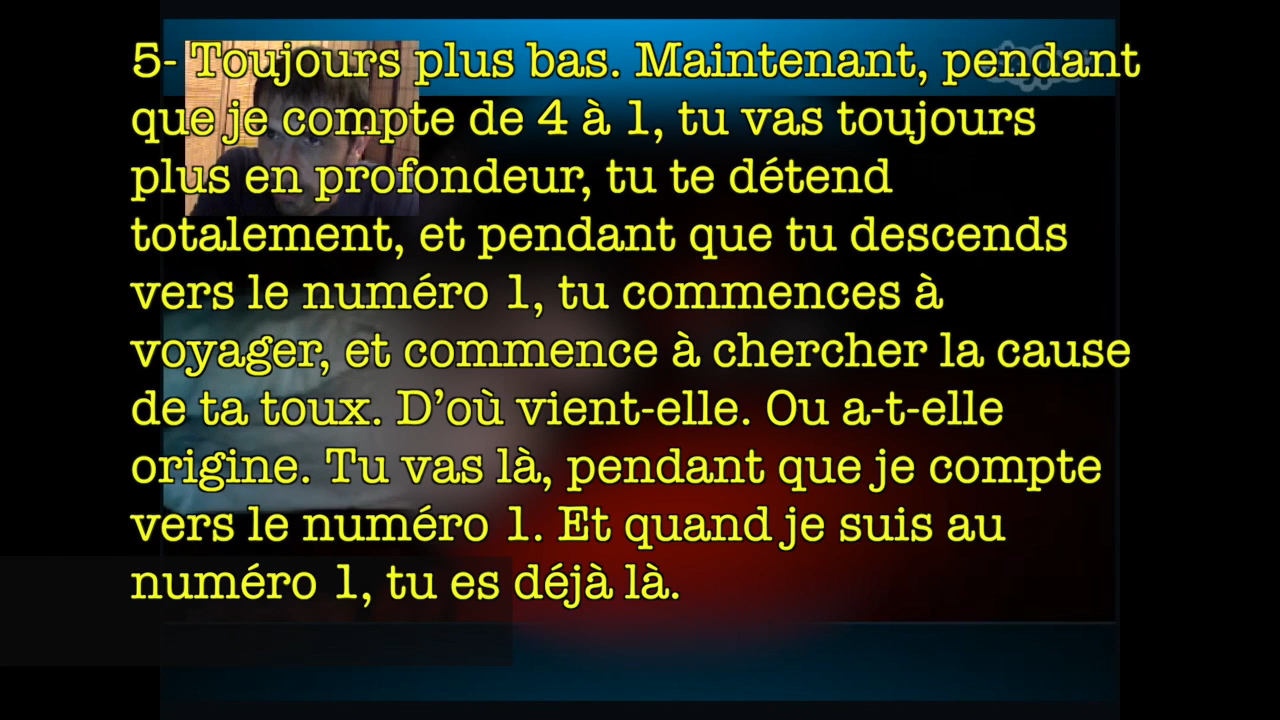 5- Toujours plus bas. Maintenant, pendant
que je compte de 4 à 1, tu vas toujours
plus en profondeur, tu te détend
totalement, et pendant que tu descends
vers le numéro 1, tu commences à
voyager, et commence à chercher la cause
de ta toux. D’où vient-elle. Ou a-t-elle
origine. Tu vas là, pendant que je compte
vers le numéro 1. Et quand je suis au
numéro 1, tu es déjà là.